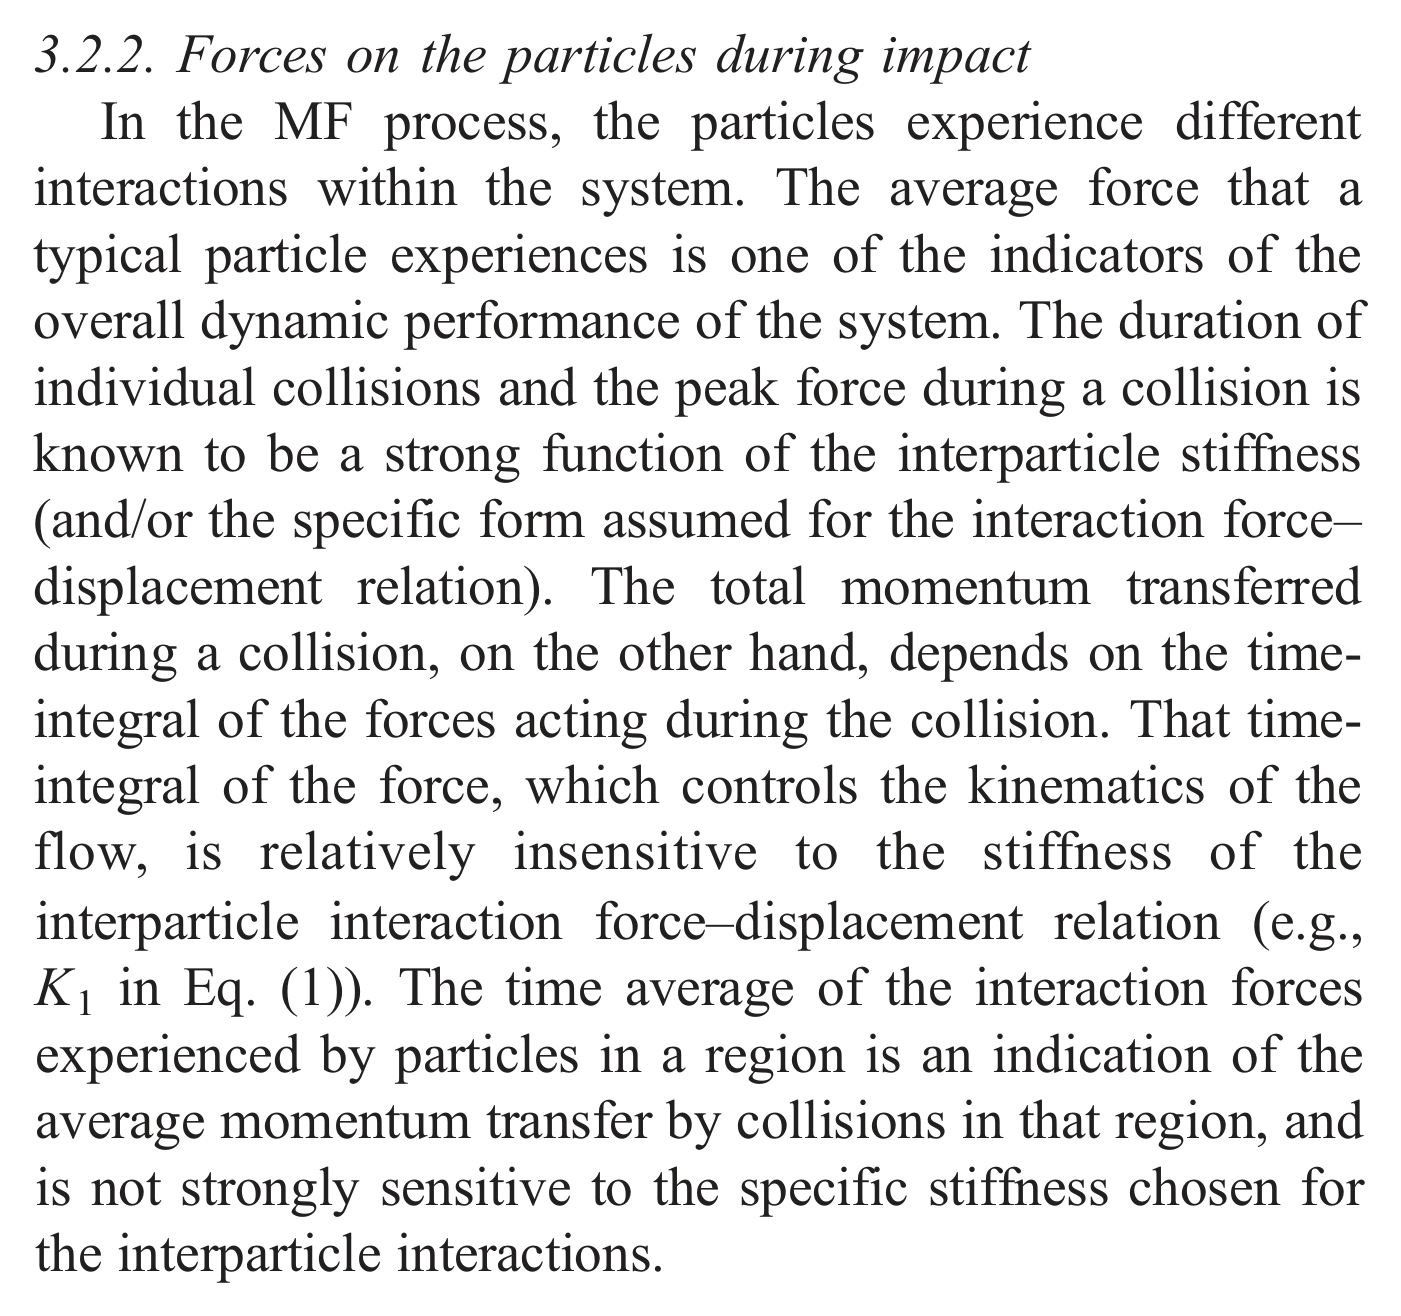 3.2.2. Forces on the particles during impact
In the MF process, the particles experience different
interactions within the system. The average force that a
typical particle experiences is one of the indicators of the
overall dynamic performance of the system. The duration of
individual collisions and the peak force during a collision is
known to be a strong function of the interparticle stiffness
(and/or the specific form assumed for the interaction force–
displacement relation). The total momentum transferred
during a collision, on the other hand, depends on the time-
integral of the forces acting during the collision. That time-
integral of the force, which controls the kinematics of the
flow, is relatively insensitive to the stiffness of the
interparticle interaction force–displacement relation (e.g.,
K₁ in Eq. (1)). The time average of the interaction forces
experienced by particles in a region is an indication of the
average momentum transfer by collisions in that region, and
is not strongly sensitive to the specific stiffness chosen for
the interparticle interactions.